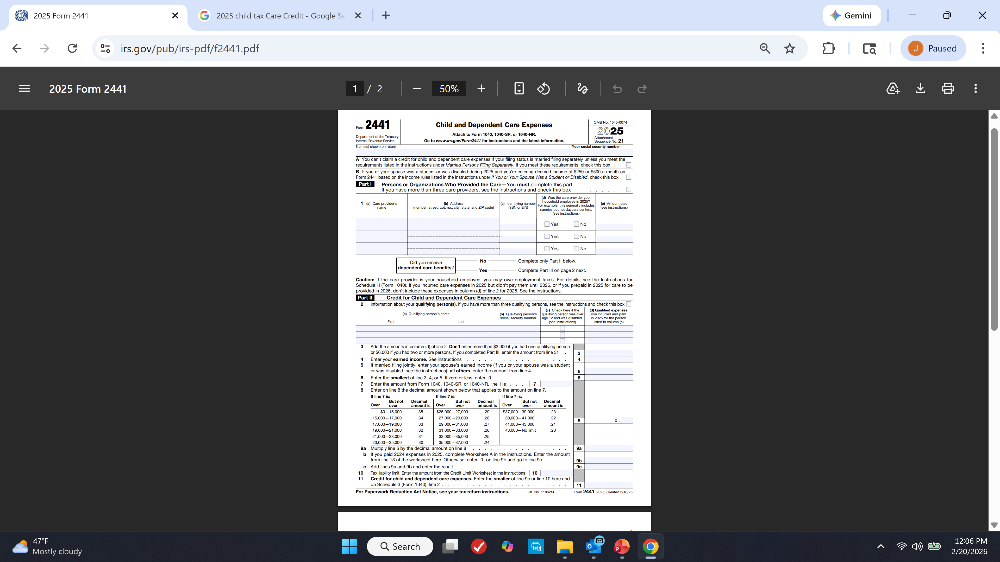 2025 Form 2441
2025 child tax Care Credit - Google Se
Gemini
irs.gov/pub/irs-pdf/f2441.pdf
J Paused
2025 Form 2441
1 / 2
50%
Form 2441
Department of the Treasury
Internal Revenue Service
Child and Dependent Care Expenses
Attach to Form 1040, 1040-SR, or 1040-NR.
Go to www.irs.gov/Form2441 for instructions and the latest information.
OMB No. 1545-0074
2025
Attachment
Sequence No. 21
Name(s) shown on return
Your social security number
A You can't claim a credit for child and dependent care expenses if your filing status is married filing separately unless you meet the
requirements listed in the instructions under Married Persons Filing Separately. If you meet these requirements, check this box . .
B If you or your spouse was a student or was disabled during 2025 and you're entering deemed income of $250 or $500 a month on
Form 2441 based on the income rules listed in the instructions under If You or Your Spouse Was a Student or Disabled, check this box .
Part I Persons or Organizations Who Provided the Care—You must complete this part.
If you have more than three care providers, see the instructions and check this box . . . . . . . .
1 (a) Care provider's
name
(b) Address
(number, street, apt. no., city, state, and ZIP code)
(c) Identifying number
(SSN or EIN)
(d) Was the care provider your
household employee in 2025?
For example, this generally includes
nannies but not daycare centers.
(see instructions)
(e) Amount paid
(see instructions)
Yes No
Yes No
Yes No
Did you receive
dependent care benefits?
No Complete only Part II below.
Yes Complete Part III on page 2 next.
Caution: If the care provider is your household employee, you may owe employment taxes. For details, see the Instructions for
Schedule H (Form 1040). If you incurred care expenses in 2025 but didn't pay them until 2026, or if you prepaid in 2025 for care to be
provided in 2026, don't include these expenses in column (d) of line 2 for 2025. See the instructions.
Part II Credit for Child and Dependent Care Expenses
2 Information about your qualifying person(s). If you have more than three qualifying persons, see the instructions and check this box
(a) Qualifying person's name
First Last
(b) Qualifying person's
social security number
(c) Check here if the
qualifying person was over
age 12 and was disabled.
(see instructions)
(d) Qualified expenses
you incurred and paid
in 2025 for the person
listed in column (a)
3 Add the amounts in column (d) of line 2. Don't enter more than $3,000 if you had one qualifying person
or $6,000 if you had two or more persons. If you completed Part III, enter the amount from line 31 . 3
4 Enter your earned income. See instructions . . . . . . . . . . . . . . . . . 4
5 If married filing jointly, enter your spouse's earned income (if you or your spouse was a student
or was disabled, see the instructions); all others, enter the amount from line 4 . . . . . . 5
6 Enter the smallest of line 3, 4, or 5. If zero or less, enter -0- . . . . . . . . . . . . 6
7 Enter the amount from Form 1040, 1040-SR, or 1040-NR, line 11a . . . 7
8 Enter on line 8 the decimal amount shown below that applies to the amount on line 7.
If line 7 is: If line 7 is: If line 7 is:
But not Decimal But not Decimal But not Decimal
Over over amount is Over over amount is Over over amount is
$0—15,000 .35 $25,000—27,000 .29 $37,000—39,000 .23
15,000—17,000 .34 27,000—29,000 .28 39,000—41,000 .22 8 X.
17,000—19,000 .33 29,000—31,000 .27 41,000—43,000 .21
19,000—21,000 .32 31,000—33,000 .26 43,000—No limit .20
21,000—23,000 .31 33,000—35,000 .25
23,000—25,000 .30 35,000—37,000 .24
9a Multiply line 6 by the decimal amount on line 8 . . . . . . . . . . . . . . . . 9a
b If you paid 2024 expenses in 2025, complete Worksheet A in the instructions. Enter the amount
from line 13 of the worksheet here. Otherwise, enter -0- on line 9b and go to line 9c . . . . 9b
c Add lines 9a and 9b and enter the result . . . . . . . . . . . . . . . . . 9c
10 Tax liability limit. Enter the amount from the Credit Limit Worksheet in the instructions 10
11 Credit for child and dependent care expenses. Enter the smaller of line 9c or line 10 here and
on Schedule 3 (Form 1040), line 2 . . . . . . . . . . . . . . . . . . . . 11
For Paperwork Reduction Act Notice, see your tax return instructions. Cat. No. 11862M Form 2441 (2025) Created 3/18/25
47°F
Mostly cloudy
Search
12:06 PM
2/20/2026